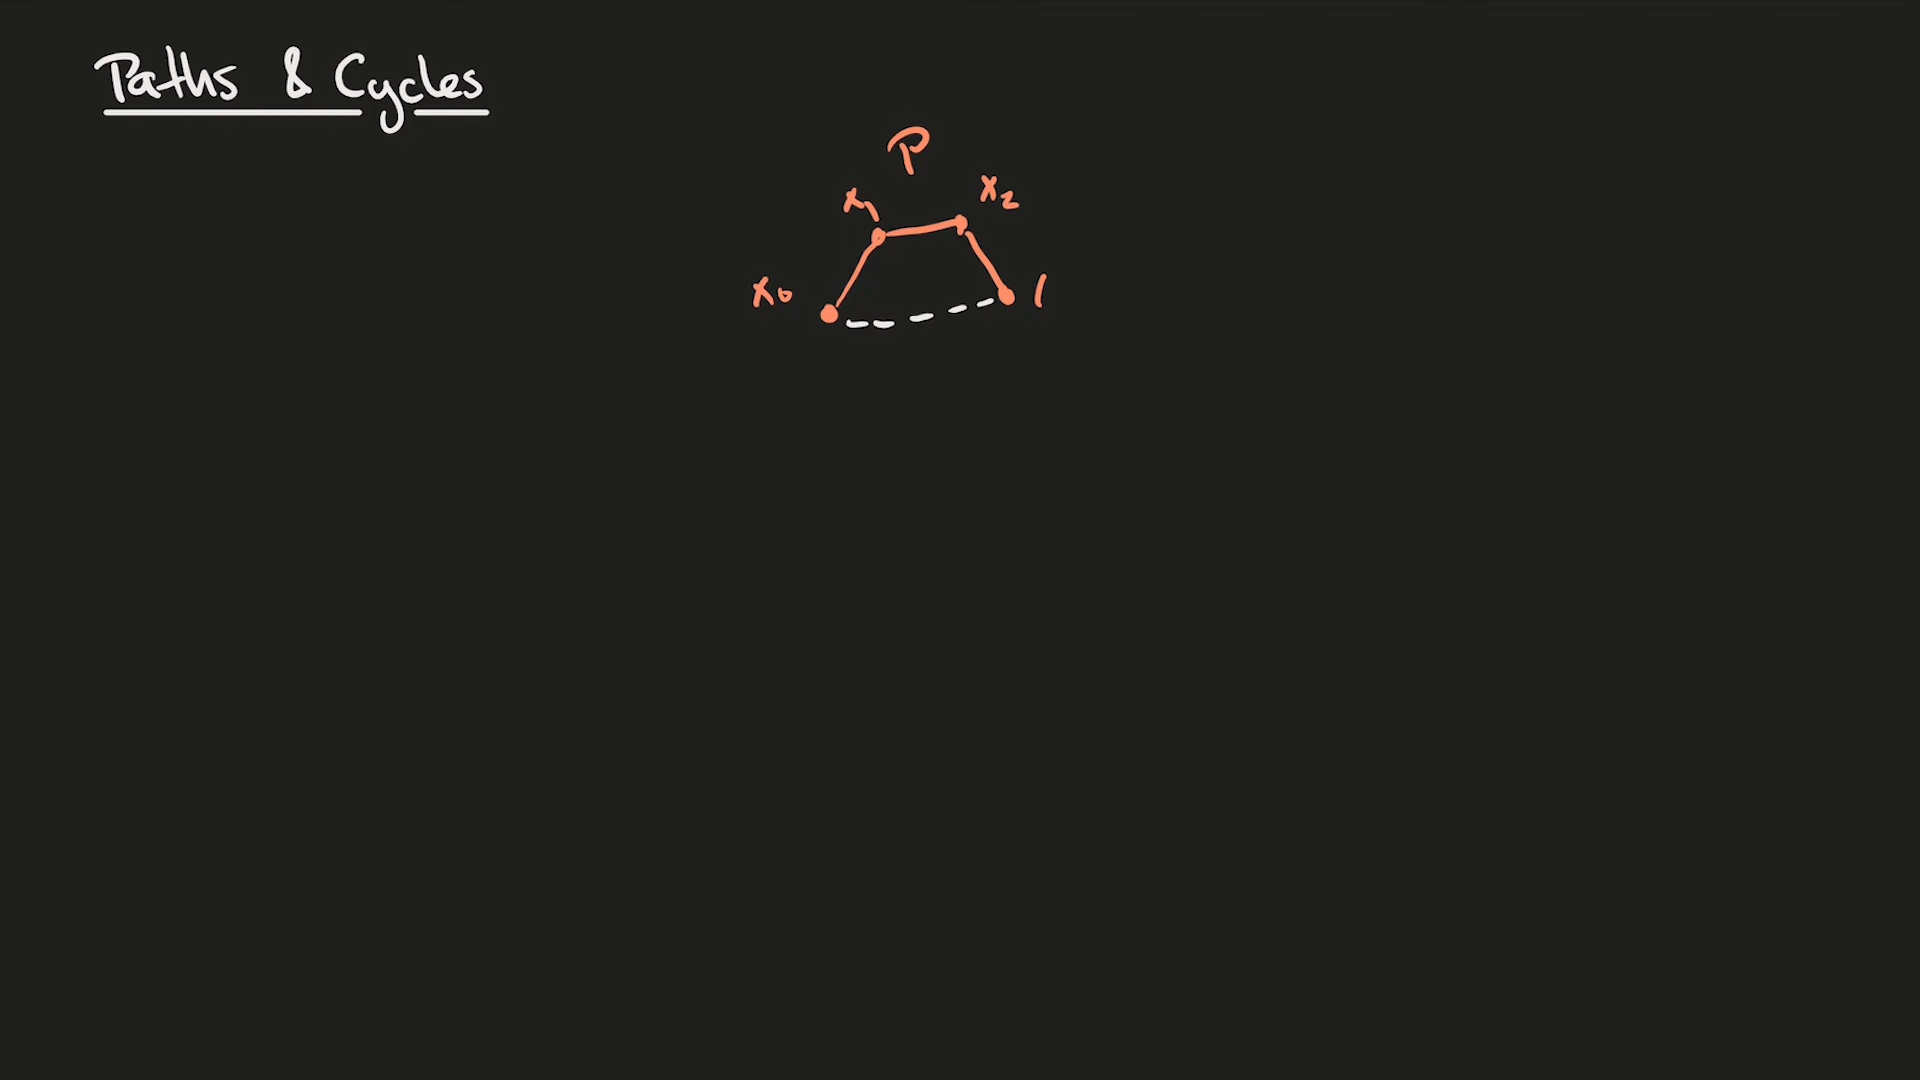 Paths & Cycles
P
x₁
x₂
x₀